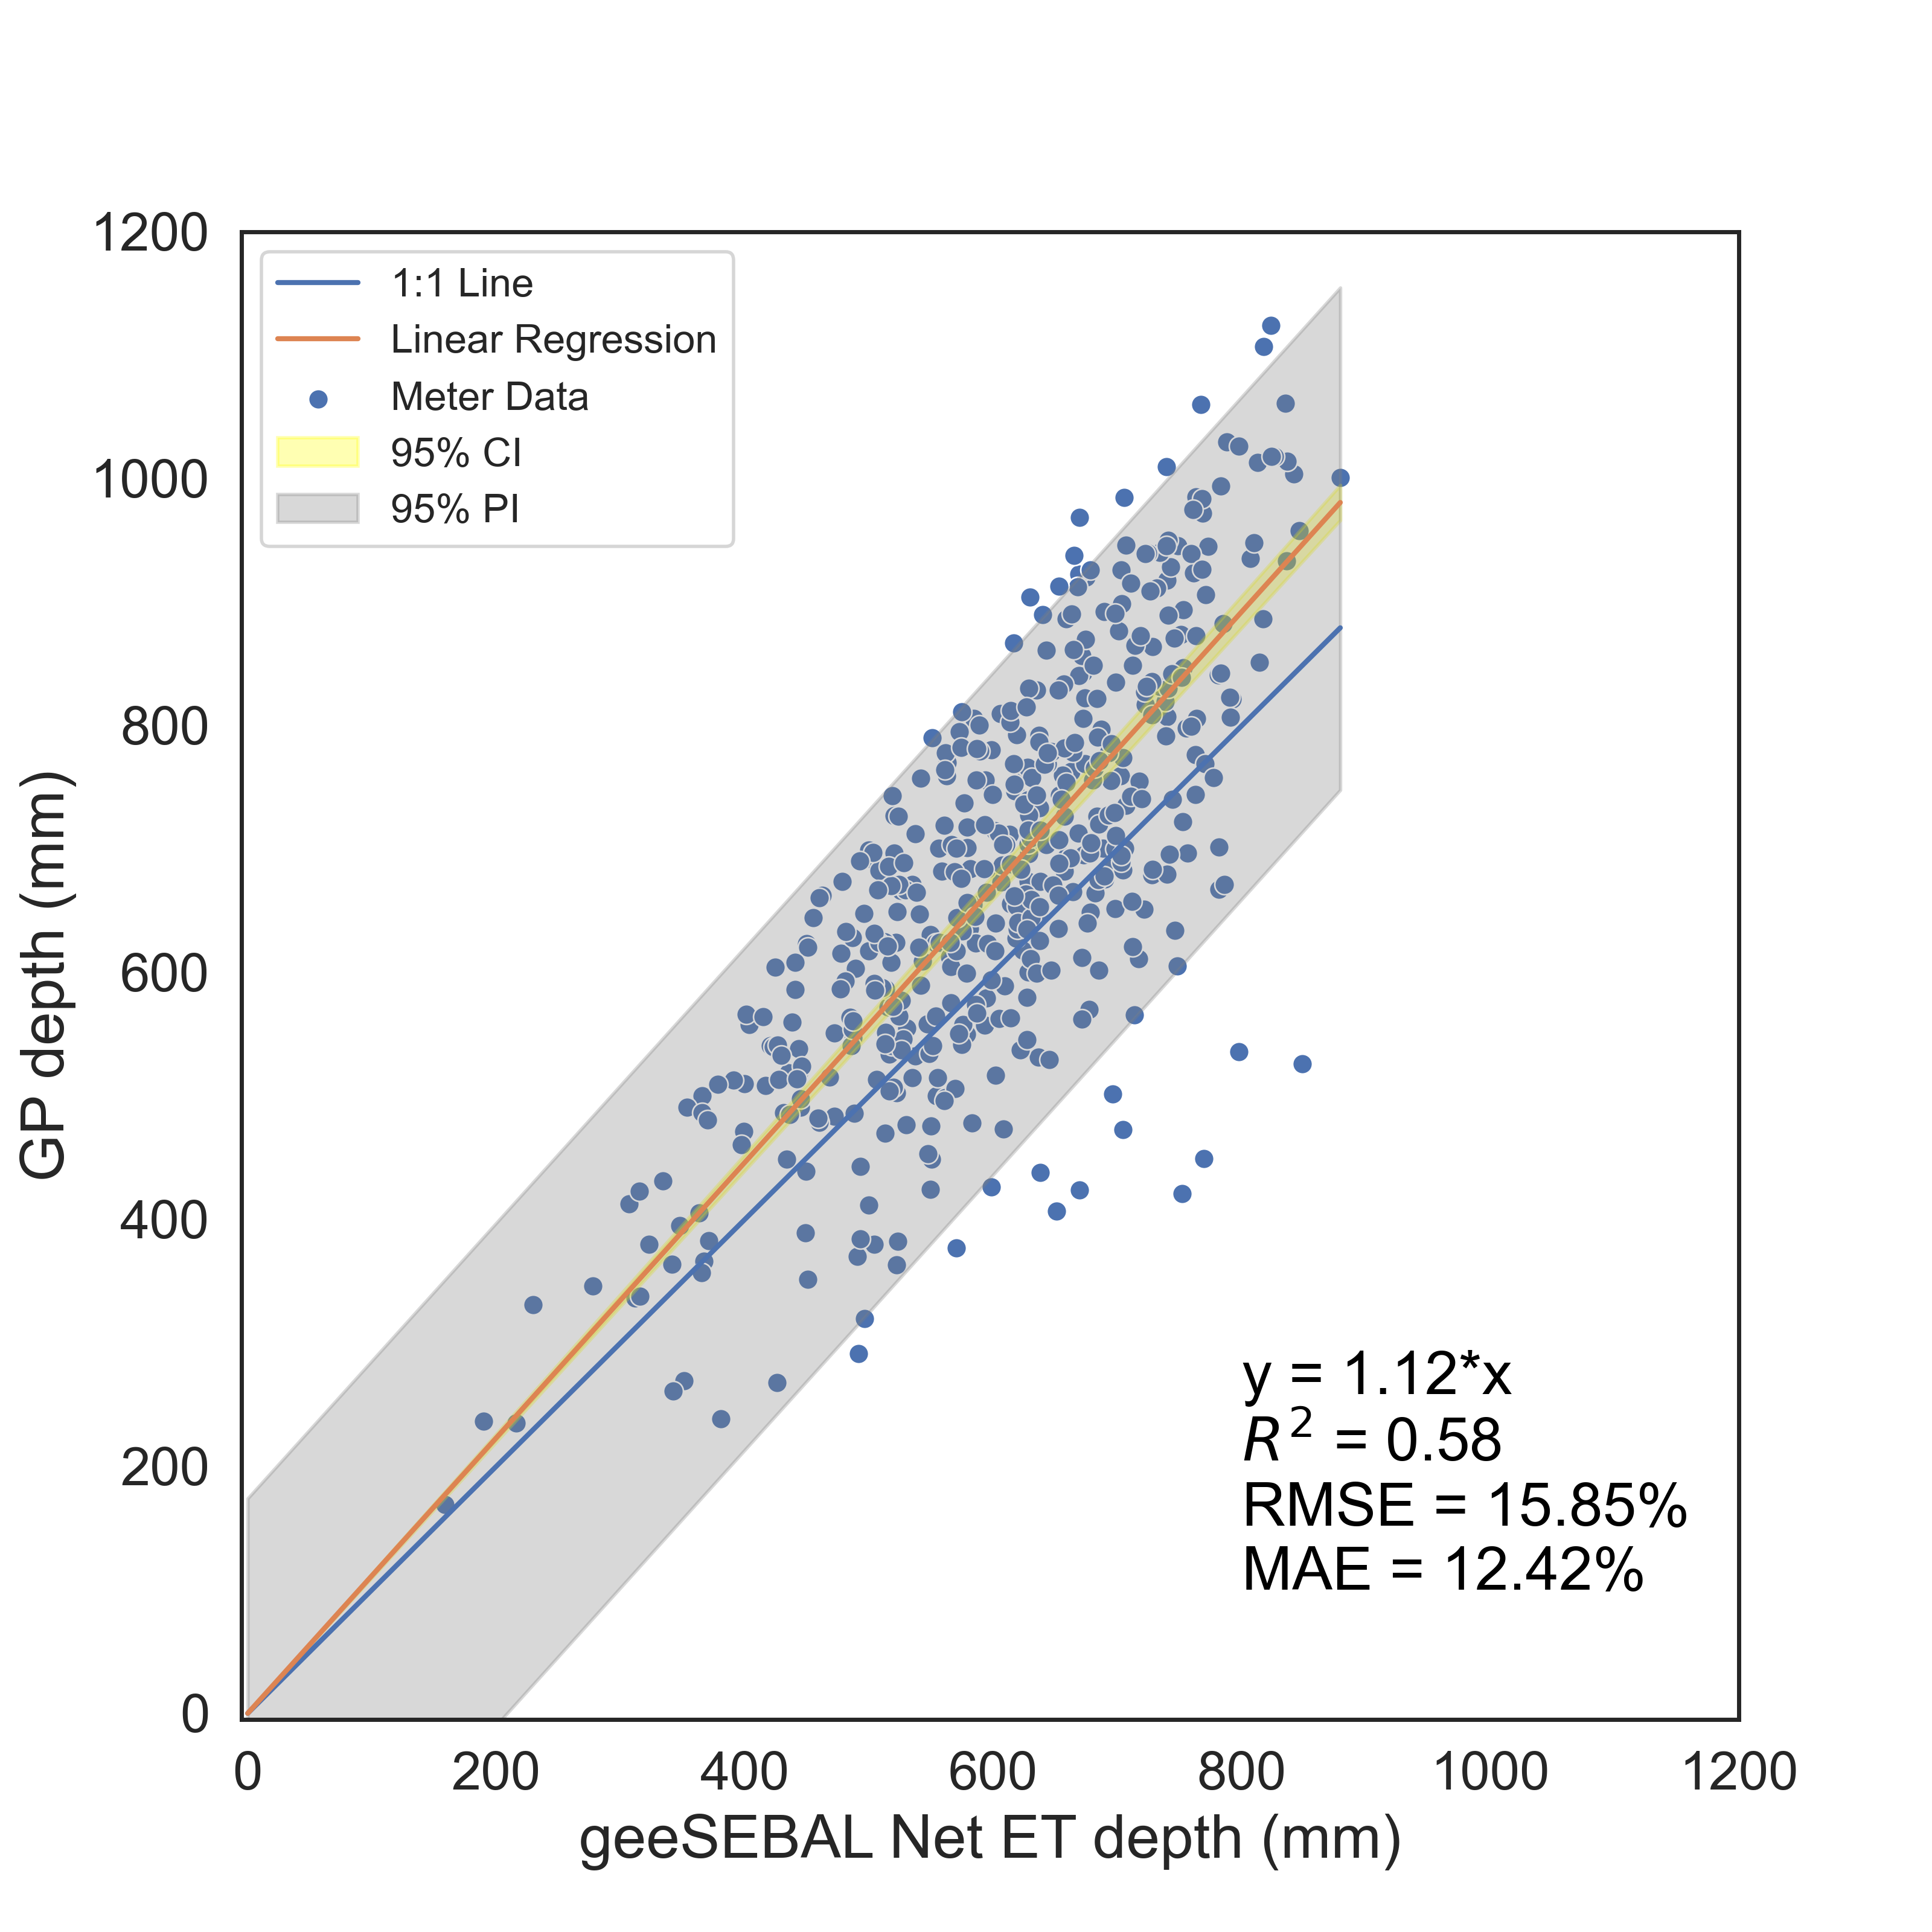 1200
1000
800
600
400
200
0
GP depth (mm)
1:1 Line
Linear Regression
Meter Data
95% CI
95% PI
y = 1.12*x
R² = 0.58
RMSE = 15.85%
MAE = 12.42%
0 200 400 600 800 1000 1200
geeSEBAL Net ET depth (mm)